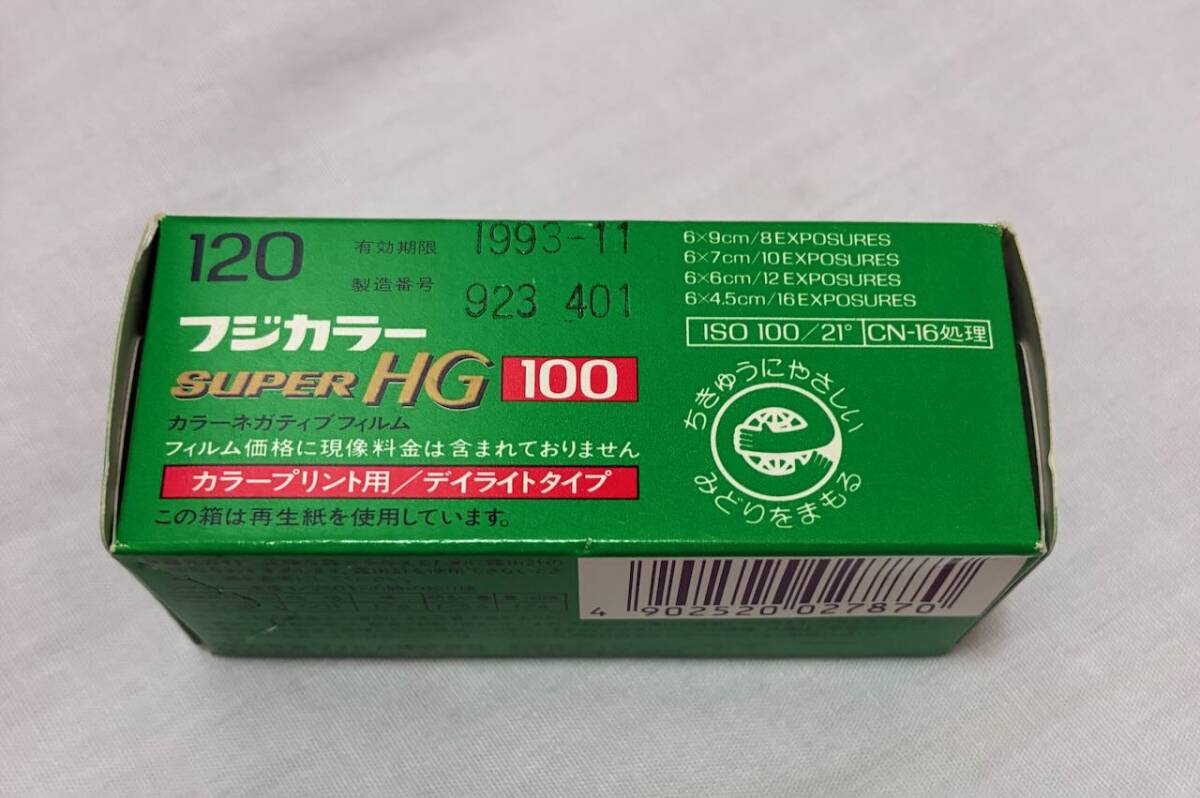 120
有効期限 1993-11
製造番号 923 401
フジカラー
SUPER HG 100
カラーネガティブフィルム
フィルム価格に現像料金は含まれておりません
カラープリント用/デイライトタイプ
この箱は再生紙を使用しています。
6×9cm/8EXPOSURES
6×7cm/10EXPOSURES
6×6cm/12EXPOSURES
6×4.5cm/16EXPOSURES
ISO 100/21° CN-16処理
ちきゅうにやさしい
みどりをまもる
4 902520 027870